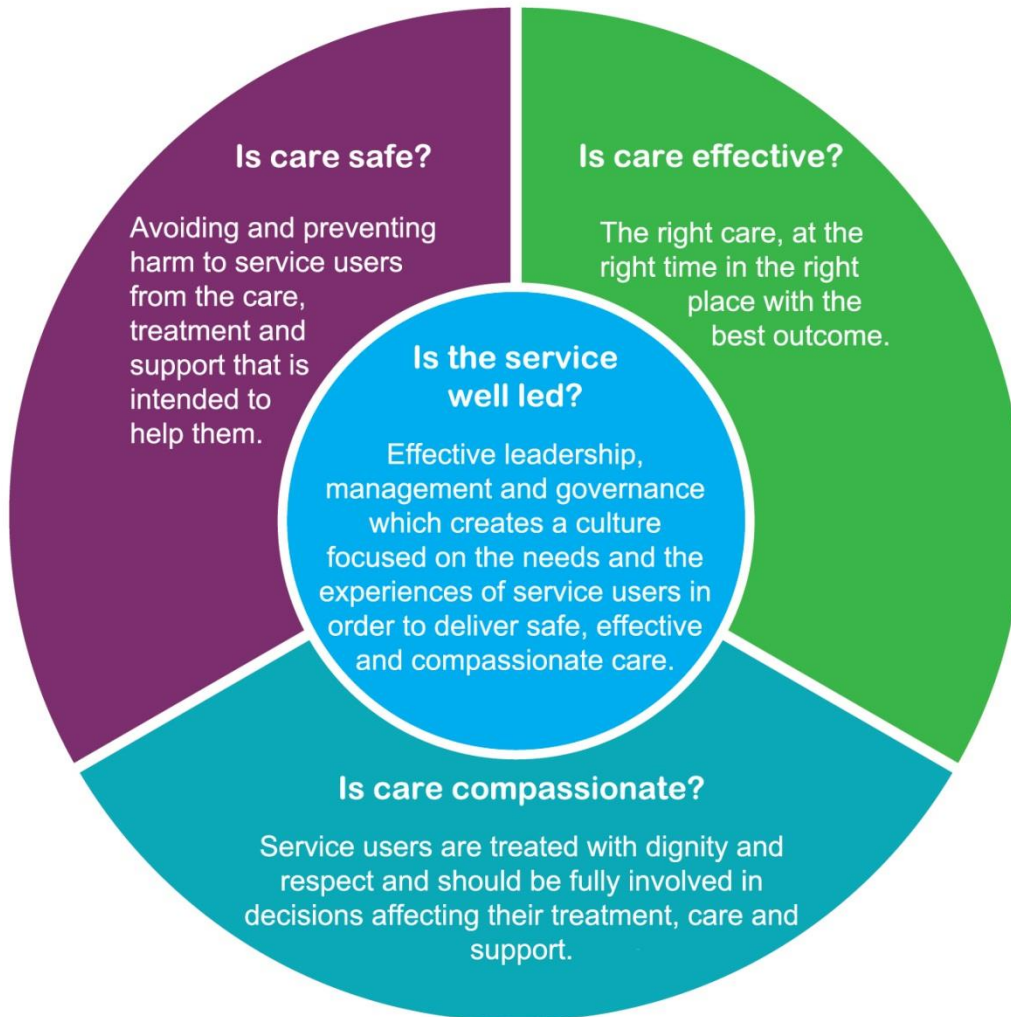 Is care safe?
Avoiding and preventing
harm to service users
from the care,
treatment and
support that is
intended to
help them.
Is care effective?
The right care, at the
right time in the right
place with the
best outcome.
Is the service
well led?
Effective leadership,
management and governance
which creates a culture
focused on the needs and the
experiences of service users in
order to deliver safe, effective
and compassionate care.
Is care compassionate?
Service users are treated with dignity and
respect and should be fully involved in
decisions affecting their treatment, care and
support.